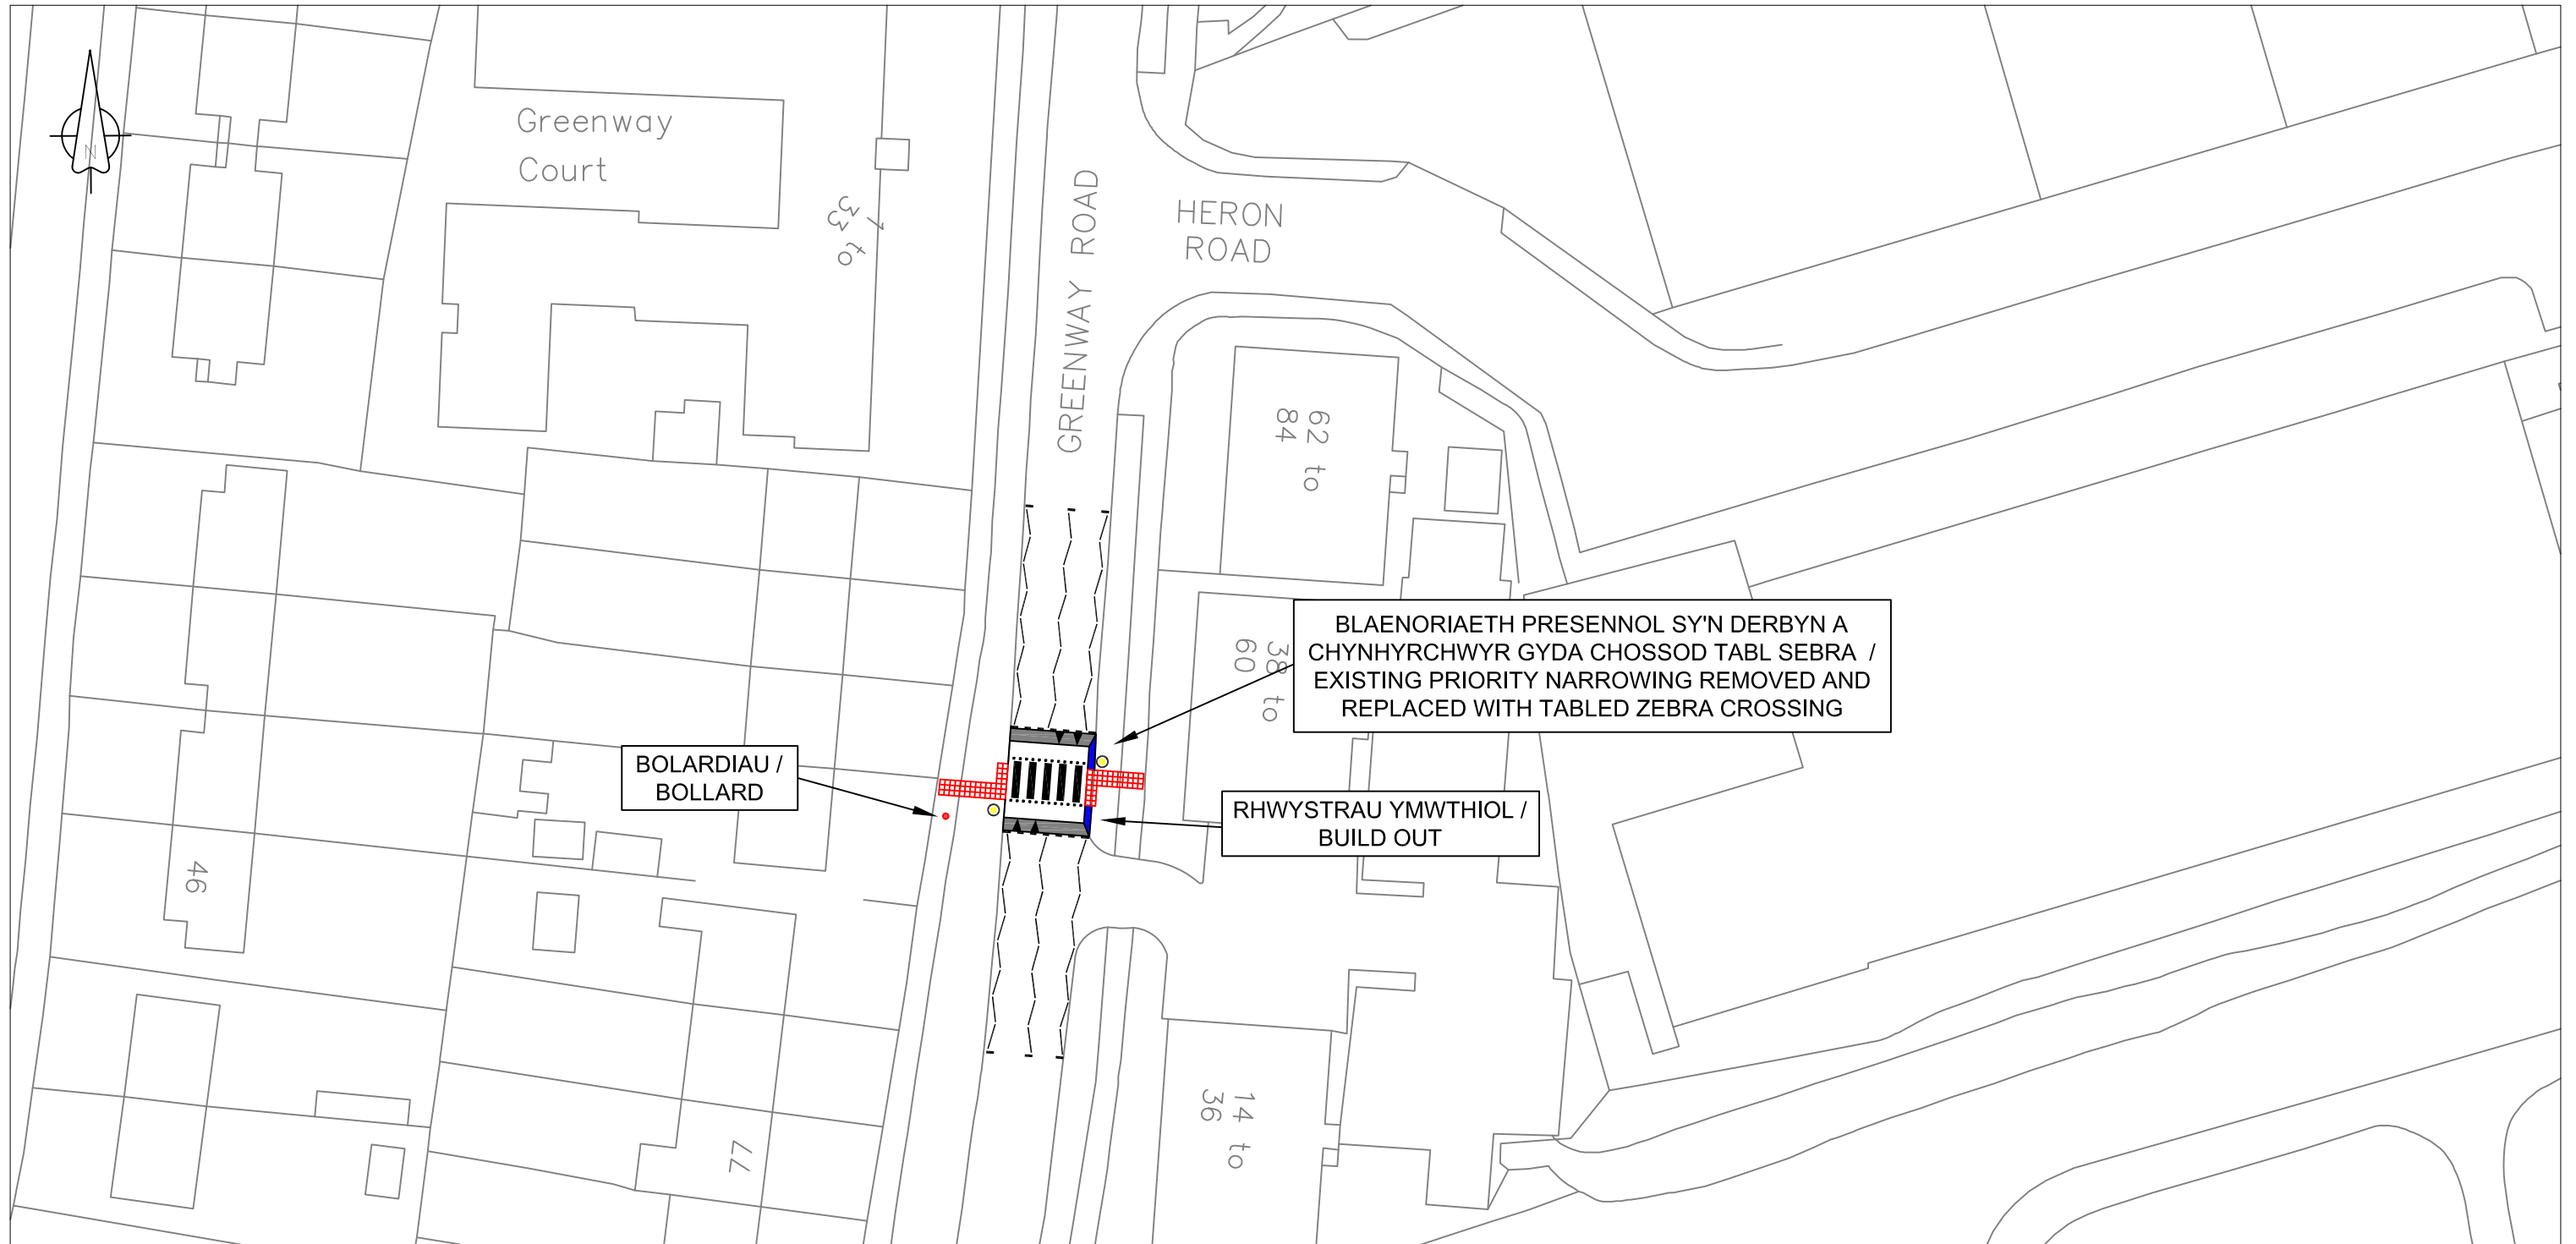 N
Greenway
Court
1 to
33
GREENWAY ROAD
HERON
ROAD
62 to
84
38 to
60
BLAENORIAETH PRESENNOL SY'N DERBYN A
CHYNHYRCHWYR GYDA CHOSSOD TABL SEBRA /
EXISTING PRIORITY NARROWING REMOVED AND
REPLACED WITH TABLED ZEBRA CROSSING
BOLARDIAU /
BOLLARD
RHWYSTRAU YMWTHIOL /
BUILD OUT
46
14 to
36
77